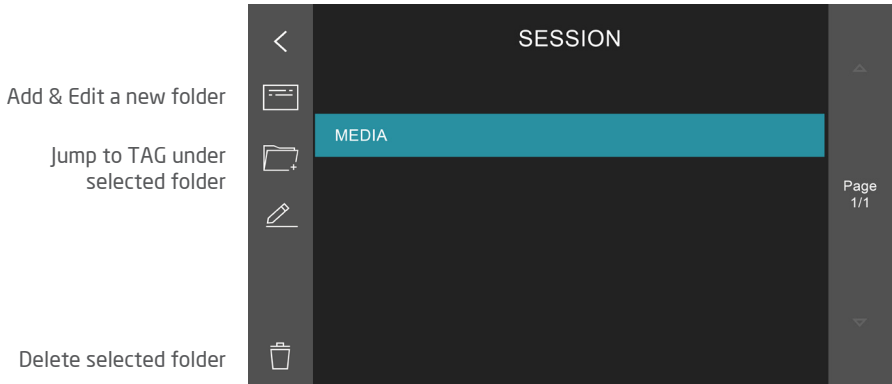 SESSION
Add & Edit a new folder
MEDIA
Jump to TAG under
selected folder
Page
1/1
Delete selected folder